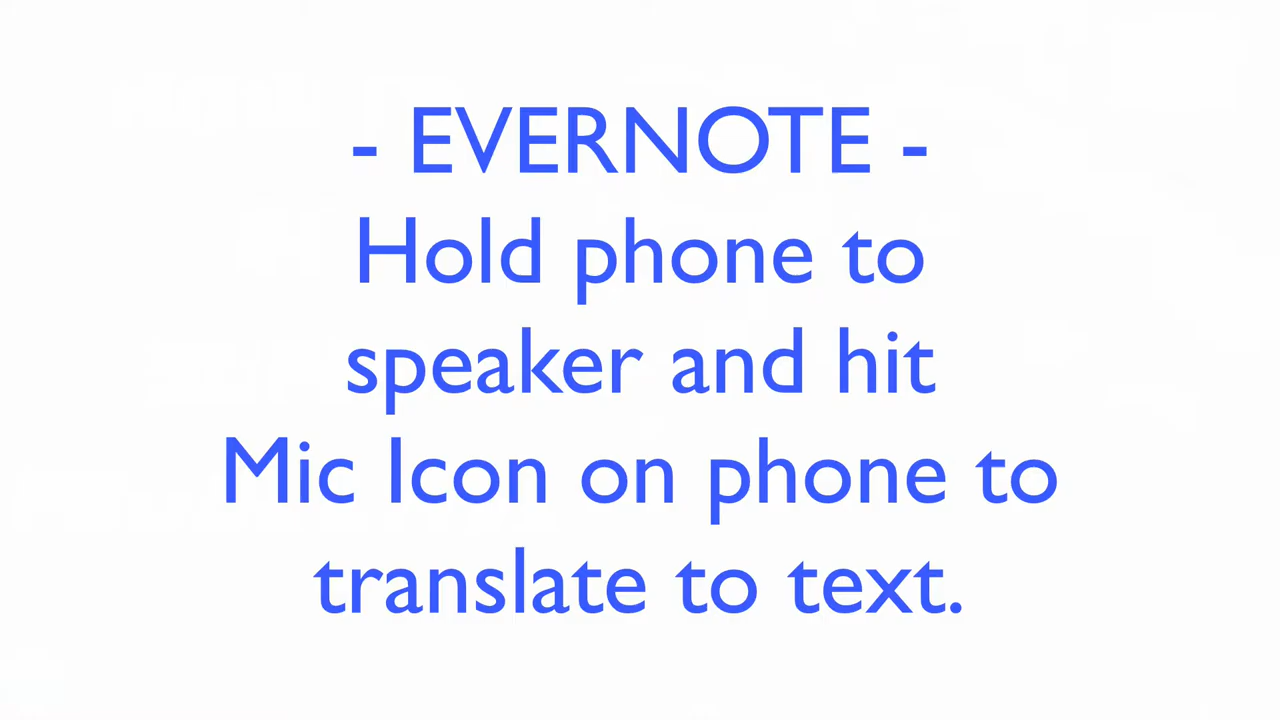 - EVERNOTE -
Hold phone to
speaker and hit
Mic Icon on phone to
translate to text.